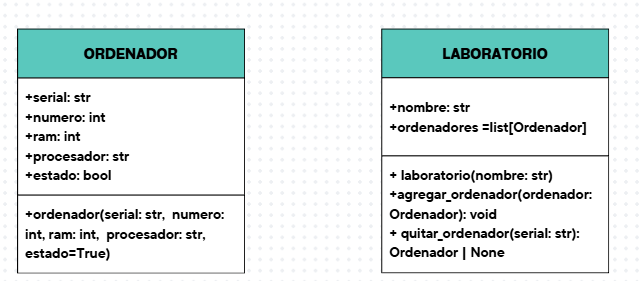 ORDENADOR
+serial: str
+numero: int
+ram: int
+procesador: str
+estado: bool
+ordenador(serial: str, numero:
int, ram: int, procesador: str,
estado=True)
LABORATORIO
+nombre: str
+ordenadores =list[Ordenador]
+ laboratorio(nombre: str)
+agregar_ordenador(ordenador:
Ordenador): void
+ quitar_ordenador(serial: str):
Ordenador | None